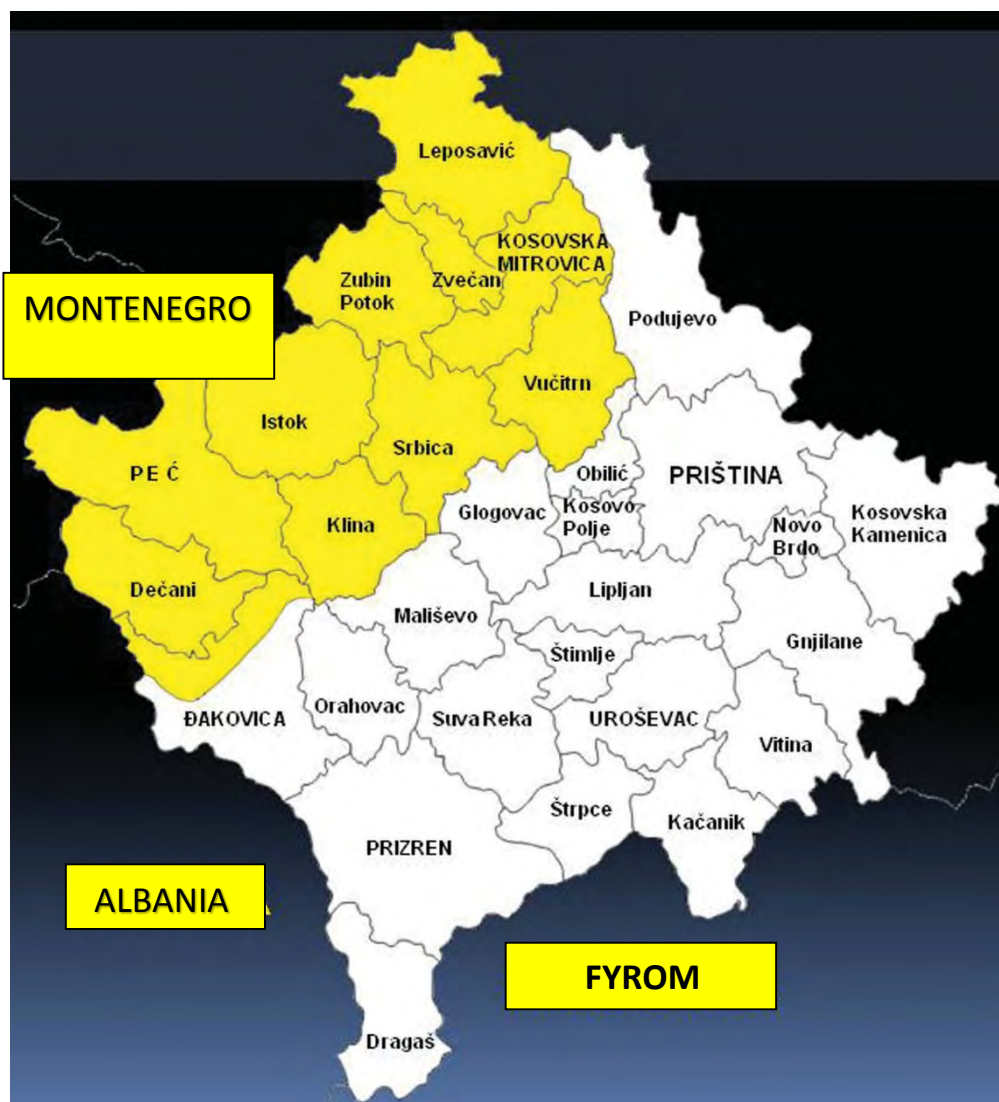 Leposavić
KOSOVSKA
MITROVICA
Zubin
Potok
Zvečan
MONTENEGRO
Podujevo
Vučitrn
Istok
Srbica
PEĆ
Obilić
PRIŠTINA
Klina
Glogovac
Kosovo
Polje
Novo
Brdo
Kosovska
Kamenica
Dečani
Lipljan
Mališevo
Gnjilane
Štimlje
ĐAKOVICA
Orahovac
Suva Reka
UROŠEVAC
Vitina
Štrpce
Kačanik
PRIZREN
ALBANIA
FYROM
Dragaš